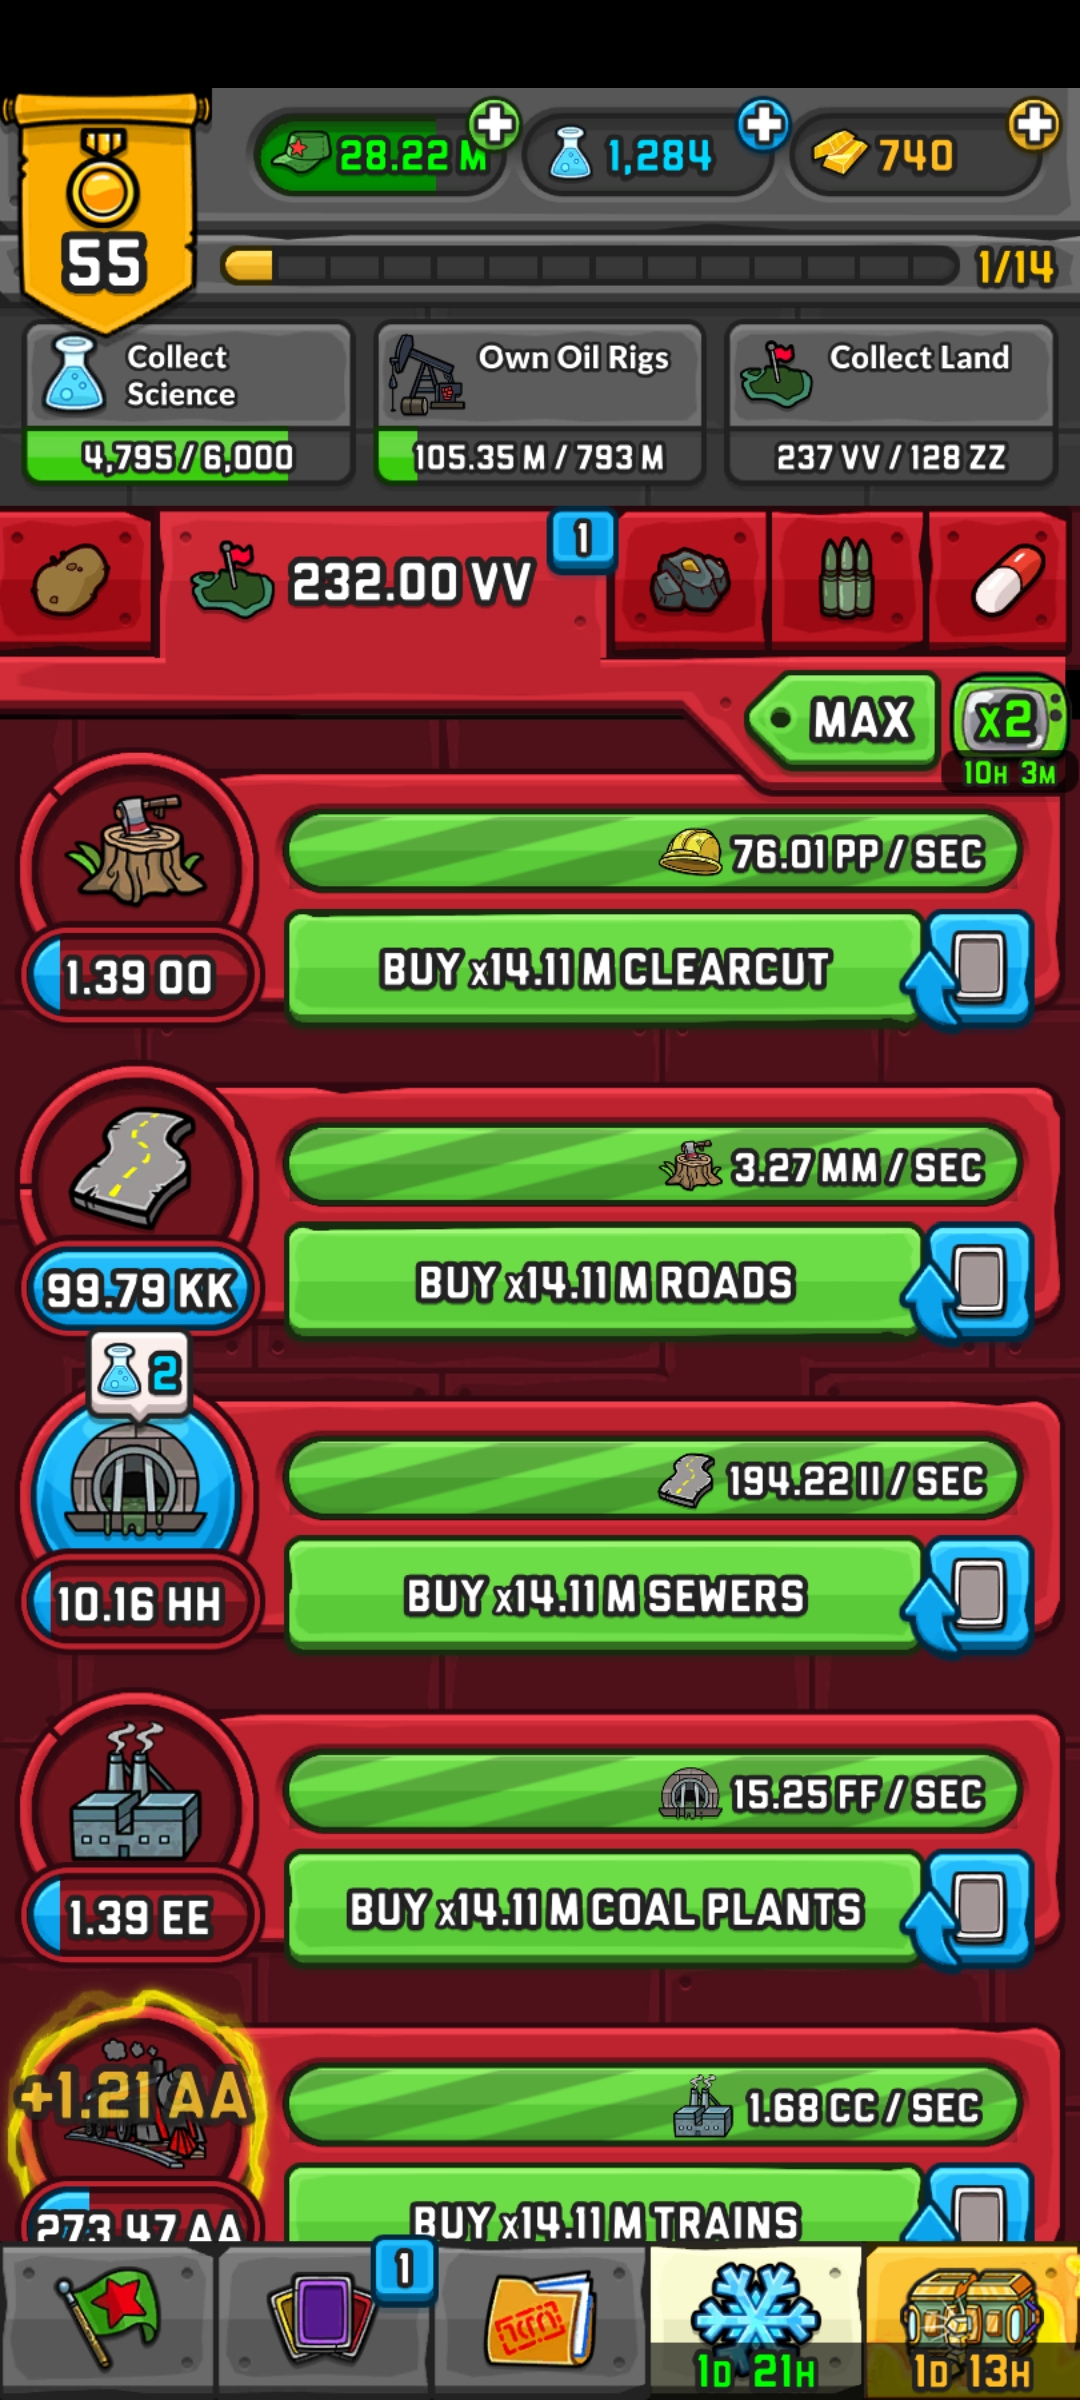 28.22 M
1,284
740
55
1/14
Collect
Science
4,795 / 6,000
Own Oil Rigs
105.35 M / 793 M
Collect Land
237 VV / 128 ZZ
232.00 VV
1
MAX
x2
10H 3M
76.01 PP / SEC
BUY x14.11 M CLEARCUT
1.39 OO
3.27 MM / SEC
BUY x14.11 M ROADS
99.79 KK
2
194.22 II / SEC
BUY x14.11 M SEWERS
10.16 HH
15.25 FF / SEC
BUY x14.11 M COAL PLANTS
1.39 EE
+1.21 AA
1.68 CC / SEC
BUY x14.11 M TRAINS
273.47 AA
1
1D 21H
1D 13H